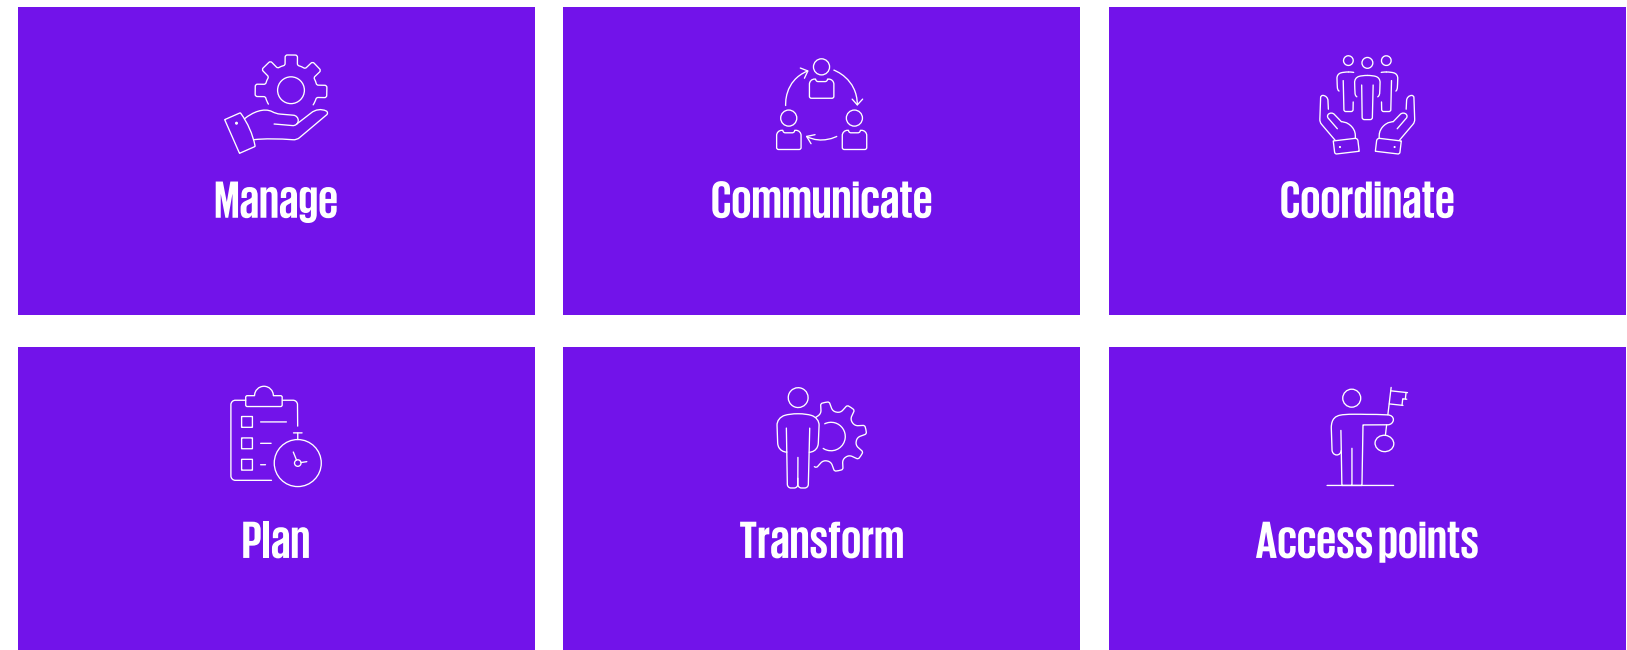 Manage
Communicate
Coordinate
Plan
Transform
Access points